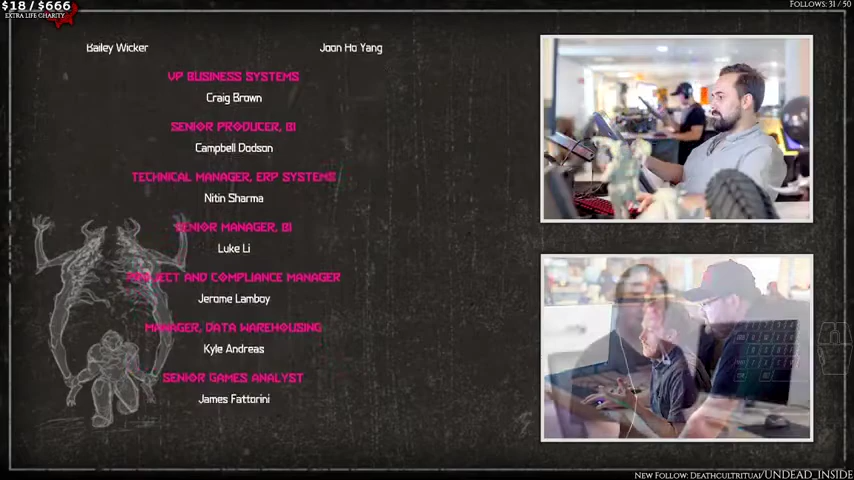 $18 / $666
EXTRA LIFE CHARITY
FOLLOWS: 31 / 50
Bailey Wicker
Joon Ho Yang
VP BUSINESS SYSTEMS
Craig Brown
SENIOR PRODUCER, BI
Campbell Dodson
TECHNICAL MANAGER, ERP SYSTEMS
Nitin Sharma
SENIOR MANAGER, BI
Luke Li
PROJECT AND COMPLIANCE MANAGER
Jerome Lamboy
MANAGER, DATA WAREHOUSING
Kyle Andreas
SENIOR GAMES ANALYST
James Fattorini
NEW FOLLOW: DEATHCULTRITUAL/UNDEAD_INSIDE